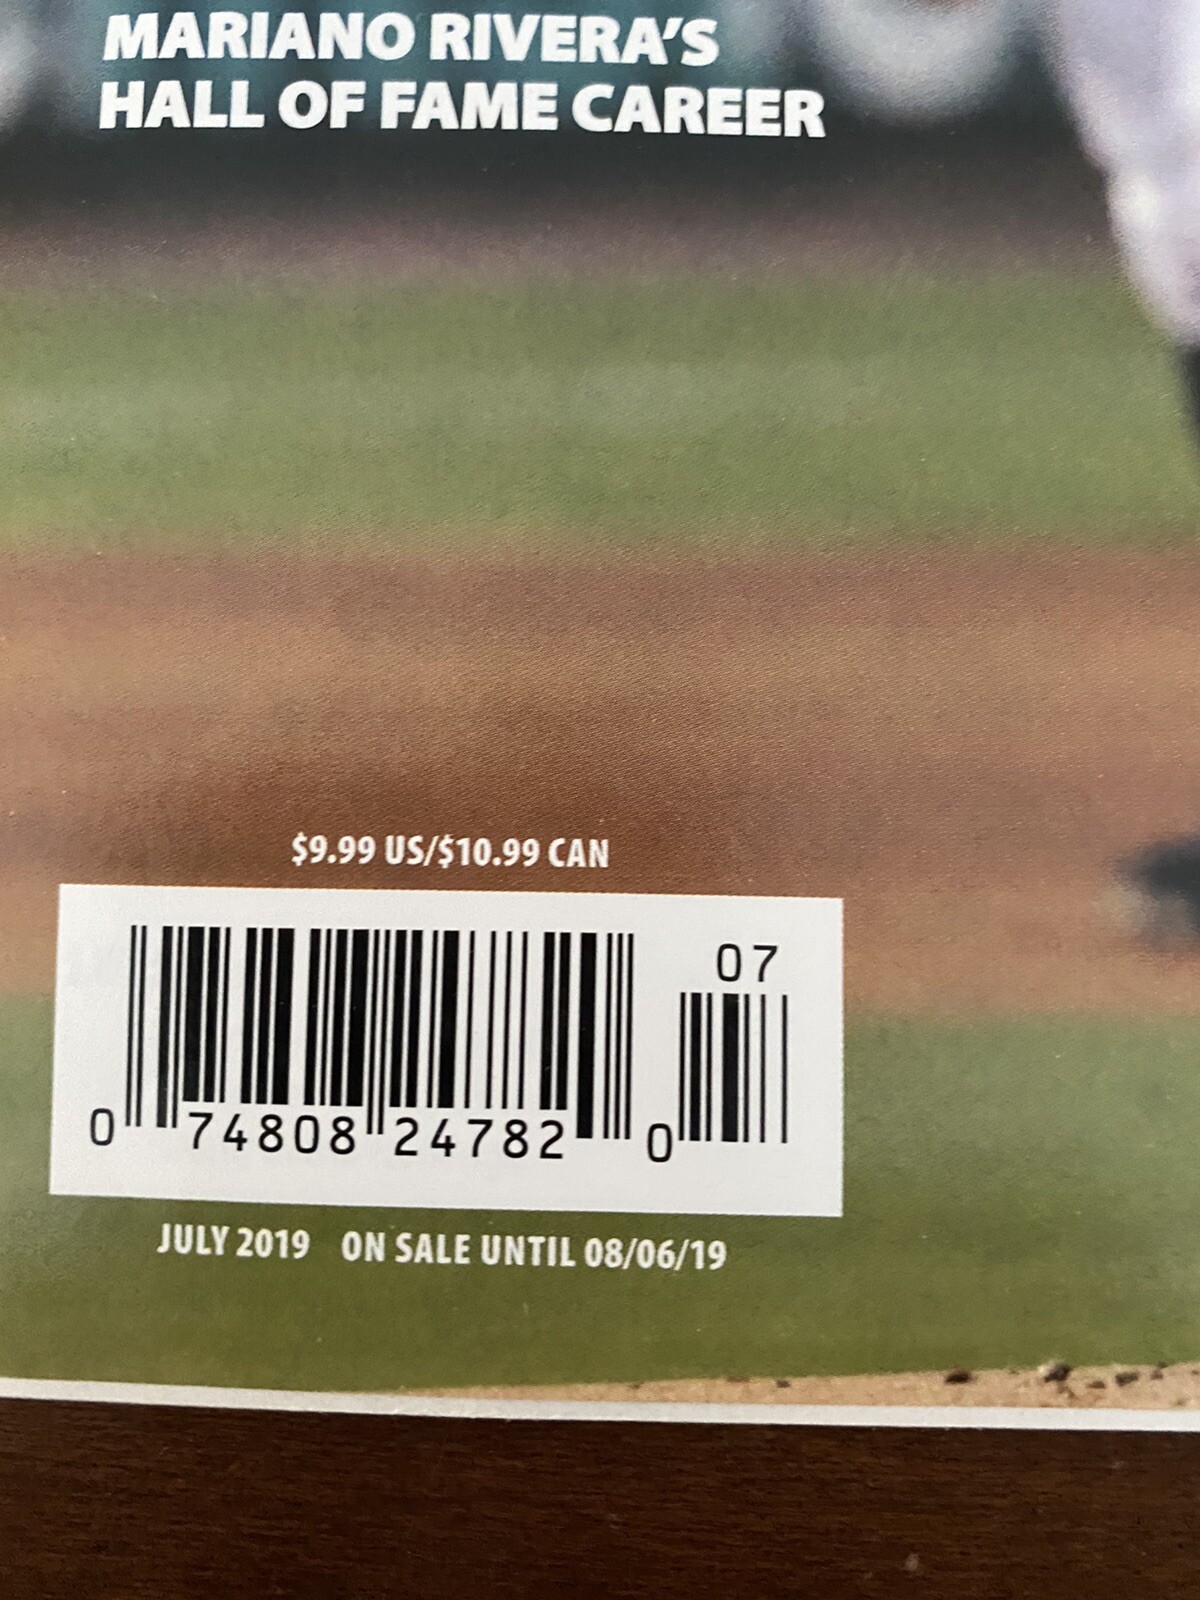 MARIANO RIVERA'S
HALL OF FAME CAREER
$9.99 US/$10.99 CAN
07
0 74808 24782 0
JULY 2019 ON SALE UNTIL 08/06/19